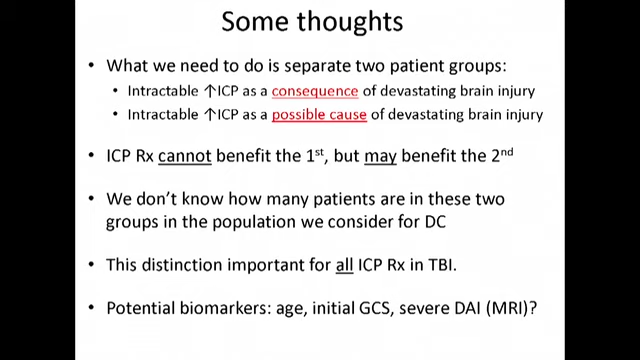 Some thoughts
• What we need to do is separate two patient groups:
• Intractable ↑ICP as a consequence of devastating brain injury
• Intractable ↑ICP as a possible cause of devastating brain injury
• ICP Rx cannot benefit the 1st, but may benefit the 2nd
• We don't know how many patients are in these two
groups in the population we consider for DC
• This distinction important for all ICP Rx in TBI.
• Potential biomarkers: age, initial GCS, severe DAI (MRI)?